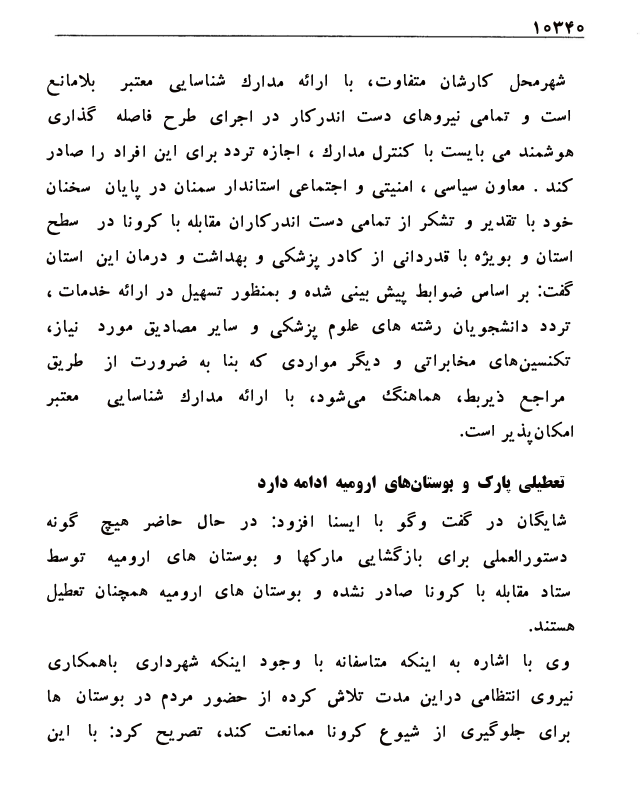 ۱۰۳۴۰
شهرمحل کارشان متفاوت، با ارائه مدارك شناسایی معتبر بلامانع
است و تمامی نیروهای دست اندرکار در اجرای طرح فاصله گذاری
هوشمند می بایست با کنترل مدارك ، اجازه تردد برای این افراد را صادر
کند . معاون سیاسی ، امنیتی و اجتماعی استاندار سمنان در پایان سخنان
خود با تقدیر و تشکر از تمامی دست اندرکاران مقابله با کرونا در سطح
استان و بویژه با قدردانی از کادر پزشکی و بهداشت و درمان این استان
گفت: بر اساس ضوابط پیش بینی شده و بمنظور تسهیل در ارائه خدمات ،
تردد دانشجویان رشته های علوم پزشکی و سایر مصادیق مورد نیاز،
تکنسین‌های مخابراتی و دیگر مواردی که بنا به ضرورت از طریق
مراجع ذیربط، هماهنگ می‌شود، با ارائه مدارك شناسایی معتبر
امکان‌پذیر است.
تعطیلی پارک و بوستان‌های ارومیه ادامه دارد
شایگان در گفت وگو با ایسنا افزود: در حال حاضر هیچ گونه
دستورالعملی برای بازگشایی مارکها و بوستان های ارومیه توسط
ستاد مقابله با کرونا صادر نشده و بوستان های ارومیه همچنان تعطیل
هستند.
وی با اشاره به اینکه متاسفانه با وجود اینکه شهرداری باهمکاری
نیروی انتظامی دراین مدت تلاش کرده از حضور مردم در بوستان ها
برای جلوگیری از شیوع کرونا ممانعت کند، تصریح کرد: با این